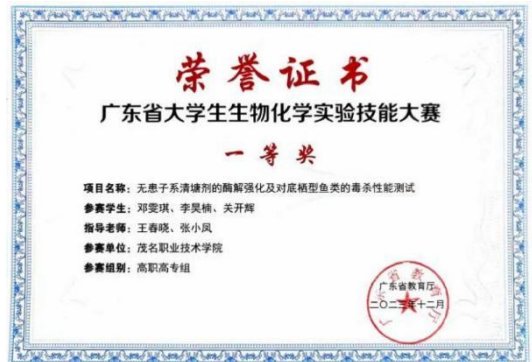 荣誉证书
广东省大学生生物化学实验技能大赛
一等奖
项目名称：无患子系清塘剂的酶解强化及对底栖型鱼类的毒杀性能测试
参赛学生：邓雯琪、李昊楠、关开辉
指导老师：王春晓、张小凤
参赛单位：茂名职业技术学院
参赛组别：高职高专组
广东省教育厅
二〇二三年十二月